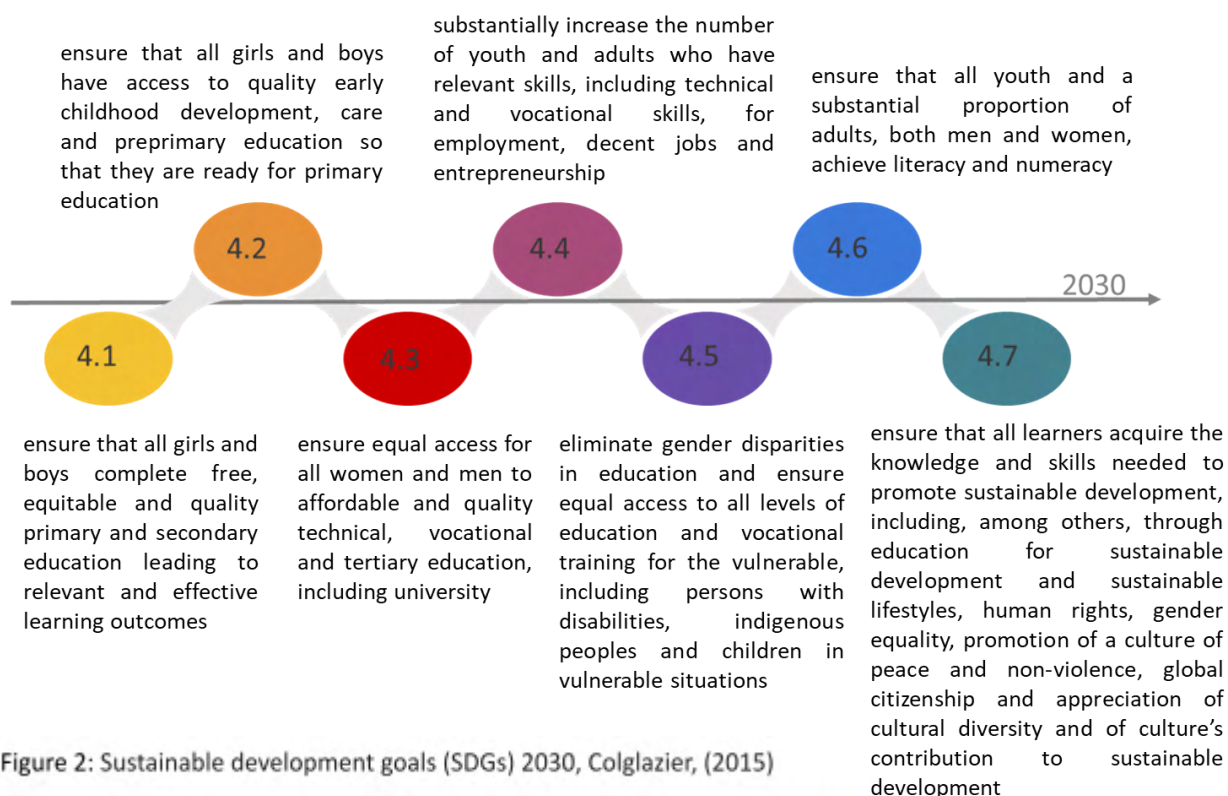 ensure that all girls and boys
have access to quality early
childhood development, care
and preprimary education so
that they are ready for primary
education
substantially increase the number
of youth and adults who have
relevant skills, including technical
and vocational skills, for
employment, decent jobs and
entrepreneurship
ensure that all youth and a
substantial proportion of
adults, both men and women,
achieve literacy and numeracy
4.2
4.4
4.6
2030
4.1
4.3
4.5
4.7
ensure that all girls and
boys complete free,
equitable and quality
primary and secondary
education leading to
relevant and effective
learning outcomes
ensure equal access for
all women and men to
affordable and quality
technical, vocational
and tertiary education,
including university
eliminate gender disparities
in education and ensure
equal access to all levels of
education and vocational
training for the vulnerable,
including persons with
disabilities, indigenous
peoples and children in
vulnerable situations
ensure that all learners acquire the
knowledge and skills needed to
promote sustainable development,
including, among others, through
education for sustainable
development and sustainable
lifestyles, human rights, gender
equality, promotion of a culture of
peace and non-violence, global
citizenship and appreciation of
cultural diversity and of culture's
contribution to sustainable
development
Figure 2: Sustainable development goals (SDGs) 2030, Colglazier, (2015)